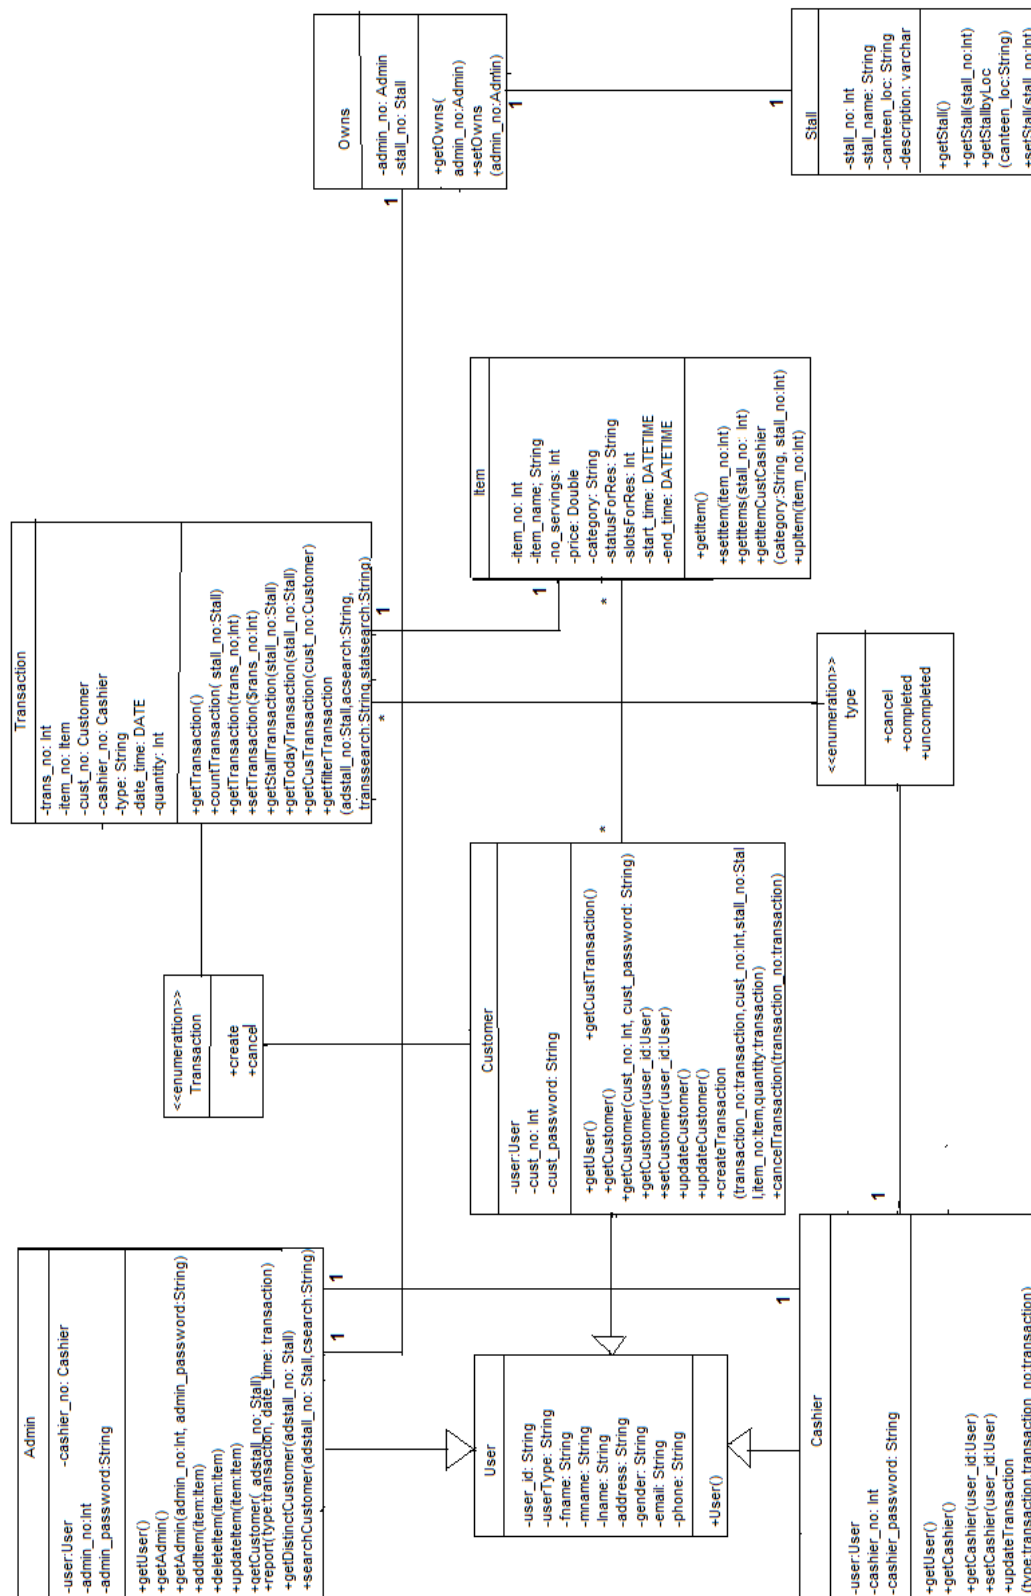 Admin
-user:User
-cashier_no: Cashier
-admin_no:Int
-admin_password:String
+getUser()
+getAdmin()
+getAdmin(admin_no:Int, admin_password:String)
+addItem(item:Item)
+deleteItem(item:Item)
+updateItem(item:Item)
+getCustomer( adstall_no: Stall)
+report(type:transaction, date_time: transaction)
+getDistinctCustomer(adstall_no: Stall)
+searchCustomer(adstall_no: Stall,csearch:String)
1
1
<<enumerattion>>
Transaction
+create
+cancel
Transaction
-trans_no: Int
-item_no: Item
-cust_no: Customer
-cashier_no: Cashier
-type: String
-date_time: DATE
-quantity: Int
+getTransaction()
+countTransaction( stall_no:Stall)
+getTransaction(trans_no;Int)
+setTransaction($rans_no:Int)
+getStallTransaction(stall_no:Stall)
+getTodayTransaction(stall_no:Stall)
+getCusTransaction(cust_no:Customer)
+getfilterTransaction
(adstall_no:Stall,acsearch:String,
transsearch:String,statsearch:String)
*
1
Owns
-admin_no: Admin
-stall_no: Stall
+getOwns(
admin_no:Admin)
+setOwns
(admin_no:Admin)
1
1
User
-user_id: String
-userType: String
-fname: String
-mname: String
-lname: String
-address: String
-gender: String
-email: String
-phone: String
+User()
Customer
-user:User
-cust_no: Int
-cust_password: String
+getUser()
+getCustTransaction()
+getCustomer()
+getCustomer(cust_no: Int, cust_password: String)
+getCustomer(user_id:User)
+setCustomer(user_id:User)
+updateCustomer()
+updateCustomer()
+createTransaction
(transaction_no:transaction,cust_no:Int,stall_no:Stal
l,item_no:Item,quantity:transaction)
+cancelTransaction(transaction_no:transaction)
*
*
1
Item
-item_no: Int
-item_name; String
-no_servings: Int
-price: Double
-category: String
-statusForRes: String
-slotsForRes: Int
-start_time: DATETIME
-end_time: DATETIME
+getItem()
+setItem(item_no:Int)
+getItems(stall_no: Int)
+getItemCustCashier
(category:String, stall_no:Int)
+upItem(item_no:Int)
Cashier
-user:User
-cashier_no: Int
-cashier_password: String
+getUser()
+getCashier()
+getCashier(user_id:User)
+setCashier(user_id:User)
+updateTransaction
(type:transaction,transaction_no:transaction)
1
1
<<enumeration>>
type
+cancel
+completed
+uncompleted
1
Stall
-stall_no: Int
-stall_name: String
-canteen_loc: String
-description: varchar
+getStall()
+getStall(stall_no:Int)
+getStallbyLoc
(canteen_loc:String)
+setStall(stall_no:Int)